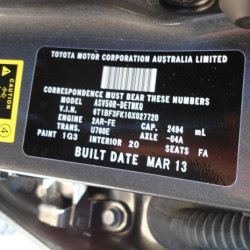 TOYOTA MOTOR CORPORATION AUSTRALIA LIMITED
CORRESPONDENCE MUST BEAR THESE NUMBERS
MODEL ASV50R-DETNKQ
V.I.N. 6T1BF3FK10X027720
ENGINE 2AR-FE CAP. 2494 mL
TRANS. U760E AXLE -04A
PAINT 1G3 INTERIOR 20 SEATS FA
BUILT DATE MAR 13
CAUTION